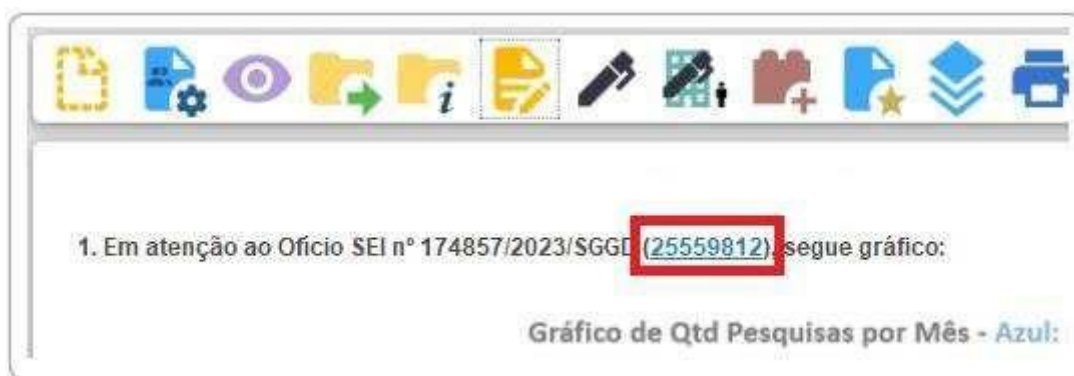 1. Em atenção ao Oficio SEI nº 174857/2023/SGGD (25559812), segue gráfico:
Gráfico de Qtd Pesquisas por Mês - Azul: